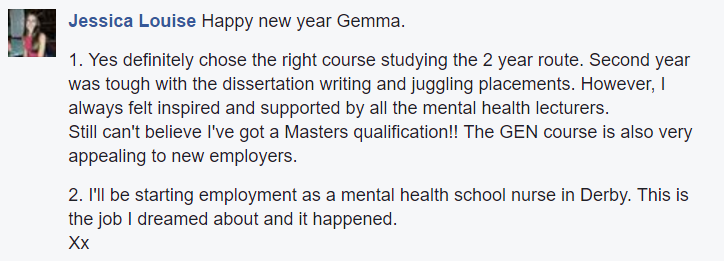 Jessica Louise Happy new year Gemma.
1. Yes definitely chose the right course studying the 2 year route. Second year
was tough with the dissertation writing and juggling placements. However, I
always felt inspired and supported by all the mental health lecturers.
Still can't believe I've got a Masters qualification!! The GEN course is also very
appealing to new employers.
2. I'll be starting employment as a mental health school nurse in Derby. This is
the job I dreamed about and it happened.
Xx